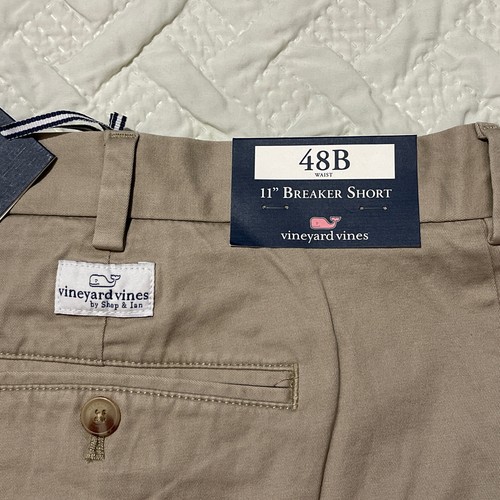 48B
WAIST
11" BREAKER SHORT
vineyard vines
vineyard vines
by Shep & Ian